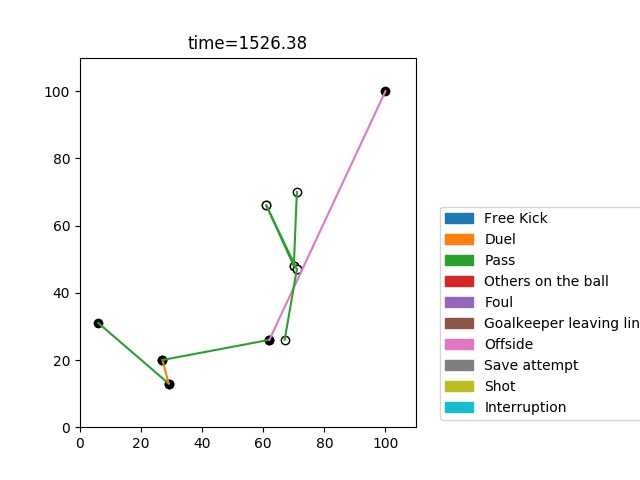 time=1526.38
100
80
60
40
20
0
0 20 40 60 80 100
Free Kick
Duel
Pass
Others on the ball
Foul
Goalkeeper leaving lin
Offside
Save attempt
Shot
Interruption